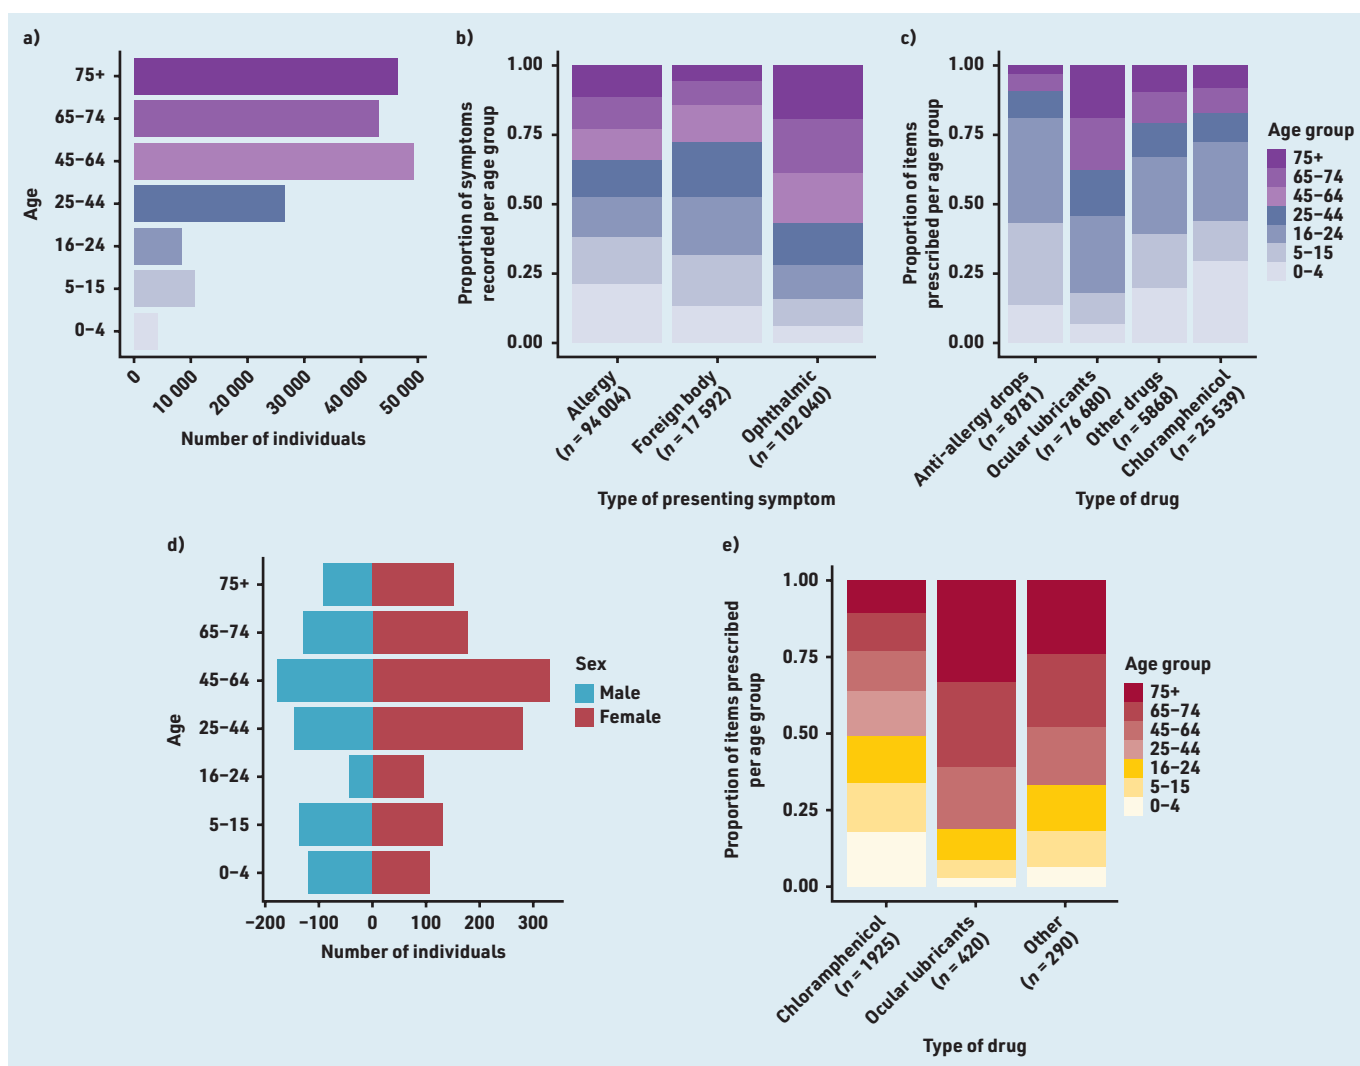 a)
75+
65–74
45–64
25–44
16–24
5–15
0–4
Age
0
10 000
20 000
30 000
40 000
50 000
Number of individuals
b)
Proportion of symptoms
recorded per age group
1.00
0.75
0.50
0.25
0.00
Allergy
(n = 94 004)
Foreign body
(n = 17 592)
Ophthalmic
(n = 102 040)
Type of presenting symptom
c)
Proportion of items
prescribed per age group
1.00
0.75
0.50
0.25
0.00
Anti-allergy drops
(n = 8781)
Ocular lubricants
(n = 76 680)
Other drugs
(n = 5868)
Chloramphenicol
(n = 25 539)
Type of drug
Age group
75+
65–74
45–64
25–44
16–24
5–15
0–4
d)
75+
65–74
45–64
25–44
16–24
5–15
0–4
Age
−200
−100
0
100
200
300
Number of individuals
Sex
Male
Female
e)
Proportion of items prescribed
per age group
1.00
0.75
0.50
0.25
0.00
Chloramphenicol
(n = 1925)
Ocular lubricants
(n = 420)
Other
(n = 290)
Type of drug
Age group
75+
65–74
45–64
25–44
16–24
5–15
0–4